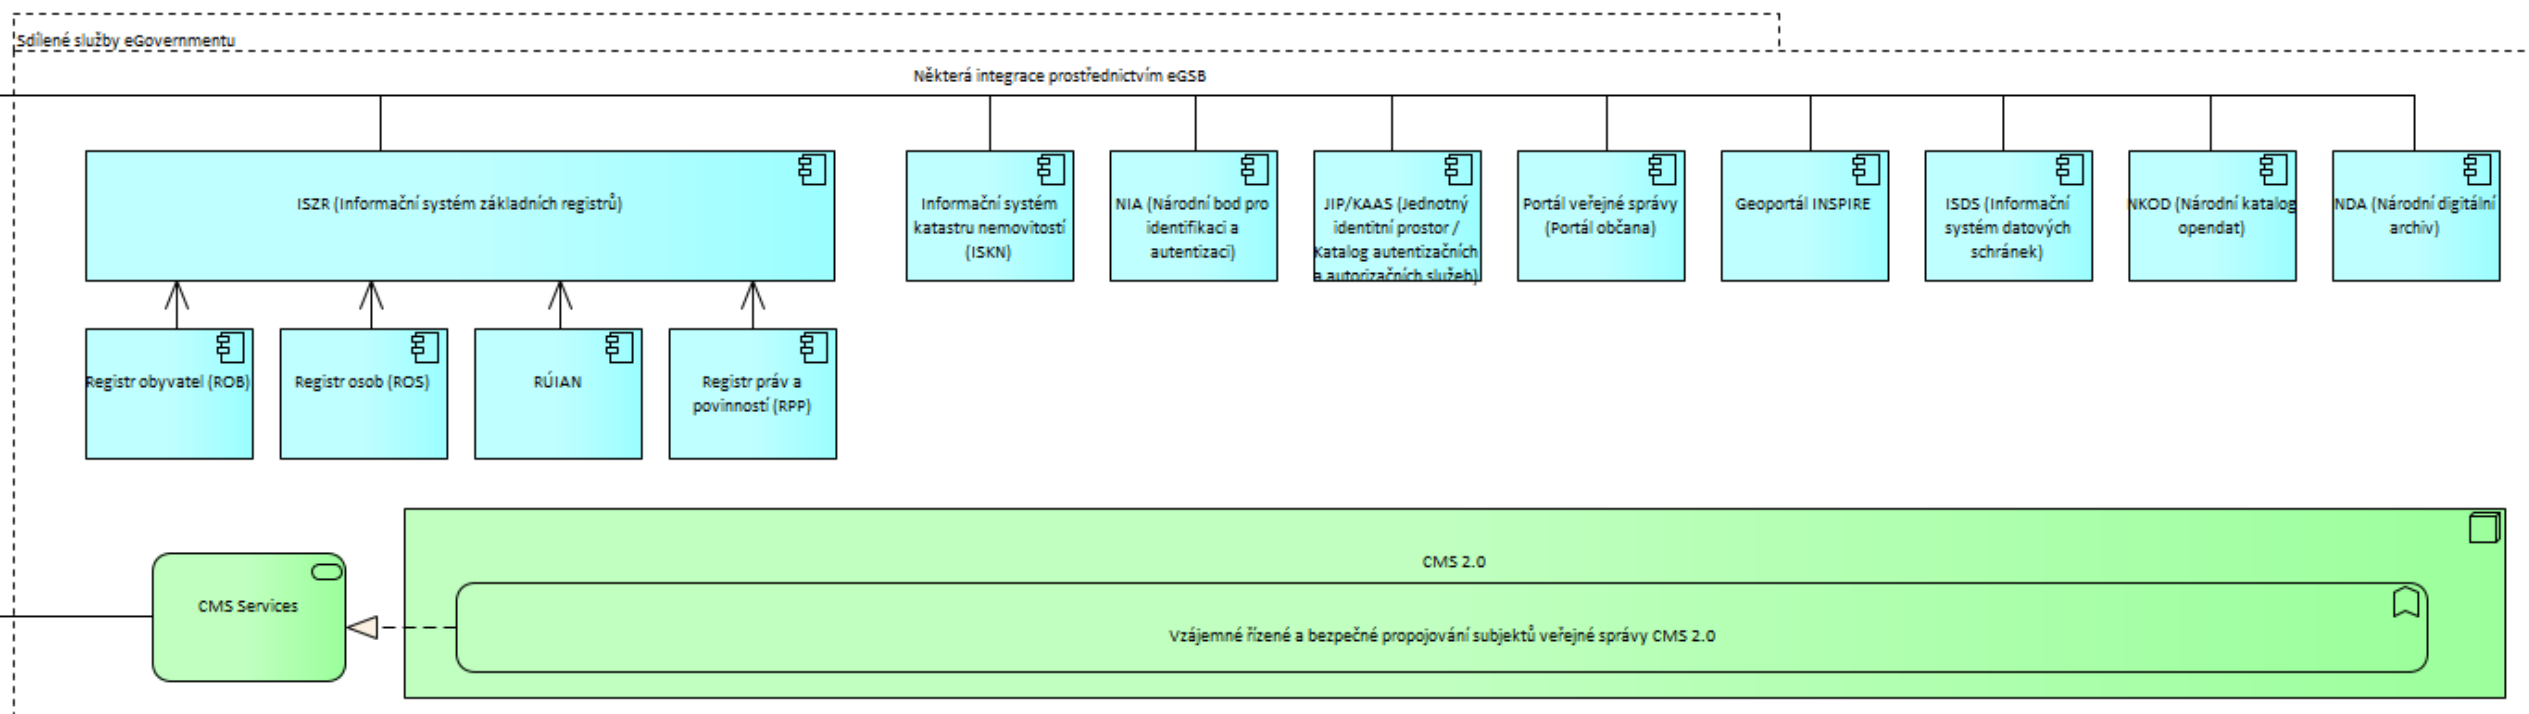 Sdílené služby eGovernmentu
Některá integrace prostřednictvím eGSB
ISZR (Informační systém základních registrů)
Informační systém
katastru nemovitostí
(ISKN)
NIA (Národní bod pro
identifikaci a
autentizaci)
JIP/KAAS (Jednotný
identitní prostor /
Katalog autentizačních
a autorizačních služeb)
Portál veřejné správy
(Portál občana)
Geoportál INSPIRE
ISDS (Informační
systém datových
schránek)
NKOD (Národní katalog
opendat)
NDA (Národní digitální
archiv)
Registr obyvatel (ROB)
Registr osob (ROS)
RÚIAN
Registr práv a
povinností (RPP)
CMS 2.0
CMS Services
Vzájemné řízené a bezpečné propojování subjektů veřejné správy CMS 2.0